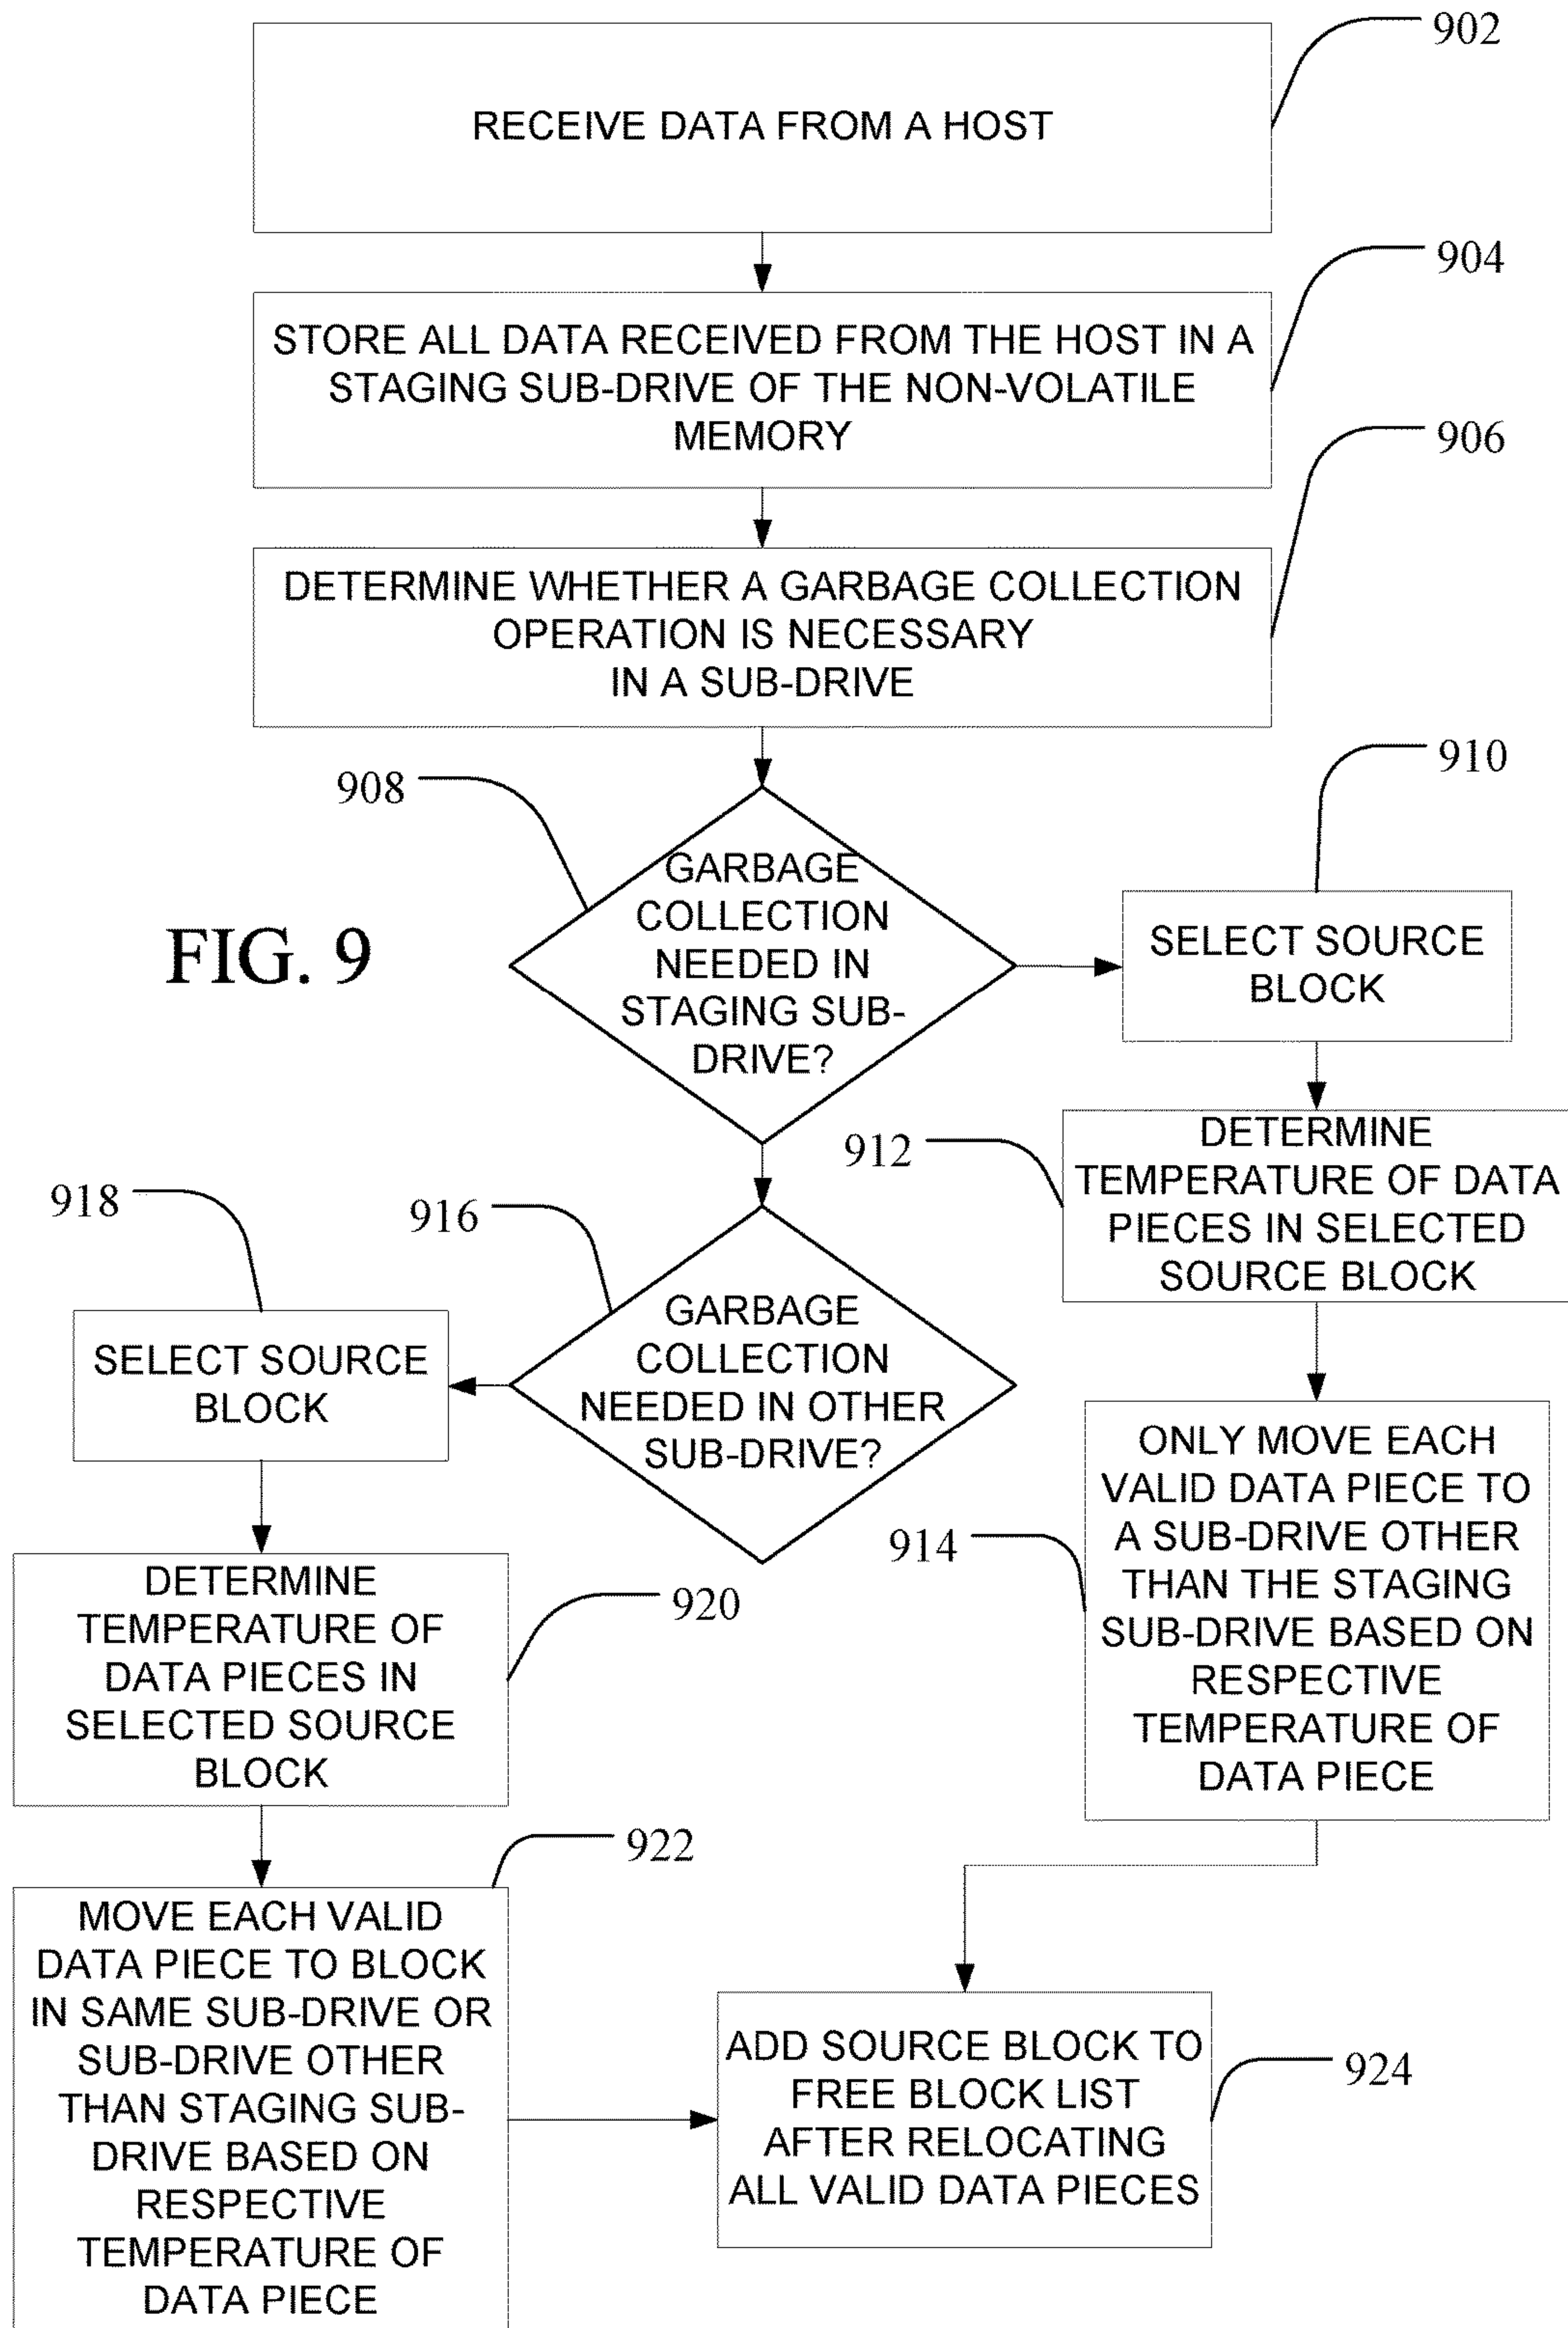 902
RECEIVE DATA FROM A HOST
904
STORE ALL DATA RECEIVED FROM THE HOST IN A
STAGING SUB-DRIVE OF THE NON-VOLATILE
MEMORY
906
DETERMINE WHETHER A GARBAGE COLLECTION
OPERATION IS NECESSARY
IN A SUB-DRIVE
908
GARBAGE
COLLECTION
NEEDED IN
STAGING SUB-
DRIVE?
910
SELECT SOURCE
BLOCK
FIG. 9
912
DETERMINE
TEMPERATURE OF DATA
PIECES IN SELECTED
SOURCE BLOCK
914
ONLY MOVE EACH
VALID DATA PIECE TO
A SUB-DRIVE OTHER
THAN THE STAGING
SUB-DRIVE BASED ON
RESPECTIVE
TEMPERATURE OF
DATA PIECE
916
GARBAGE
COLLECTION
NEEDED IN OTHER
SUB-DRIVE?
918
SELECT SOURCE
BLOCK
920
DETERMINE
TEMPERATURE OF
DATA PIECES IN
SELECTED SOURCE
BLOCK
922
MOVE EACH VALID
DATA PIECE TO BLOCK
IN SAME SUB-DRIVE OR
SUB-DRIVE OTHER
THAN STAGING SUB-
DRIVE BASED ON
RESPECTIVE
TEMPERATURE OF
DATA PIECE
924
ADD SOURCE BLOCK TO
FREE BLOCK LIST
AFTER RELOCATING
ALL VALID DATA PIECES